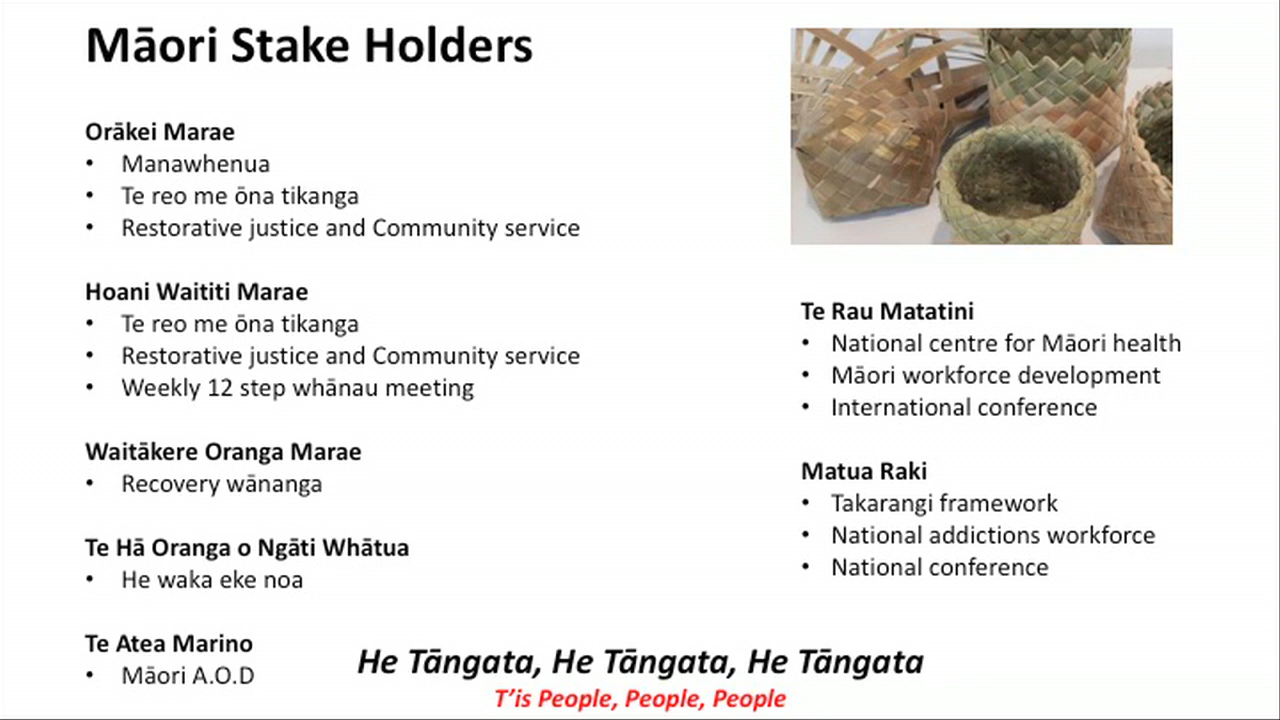 Māori Stake Holders
Orākei Marae
• Manawhenua
• Te reo me ōna tikanga
• Restorative justice and Community service
Hoani Waititi Marae
• Te reo me ōna tikanga
• Restorative justice and Community service
• Weekly 12 step whānau meeting
Waitākere Oranga Marae
• Recovery wānanga
Te Hā Oranga o Ngāti Whātua
• He waka eke noa
Te Atea Marino
• Māori A.O.D
Te Rau Matatini
• National centre for Māori health
• Māori workforce development
• International conference
Matua Raki
• Takarangi framework
• National addictions workforce
• National conference
He Tāngata, He Tāngata, He Tāngata
T’is People, People, People